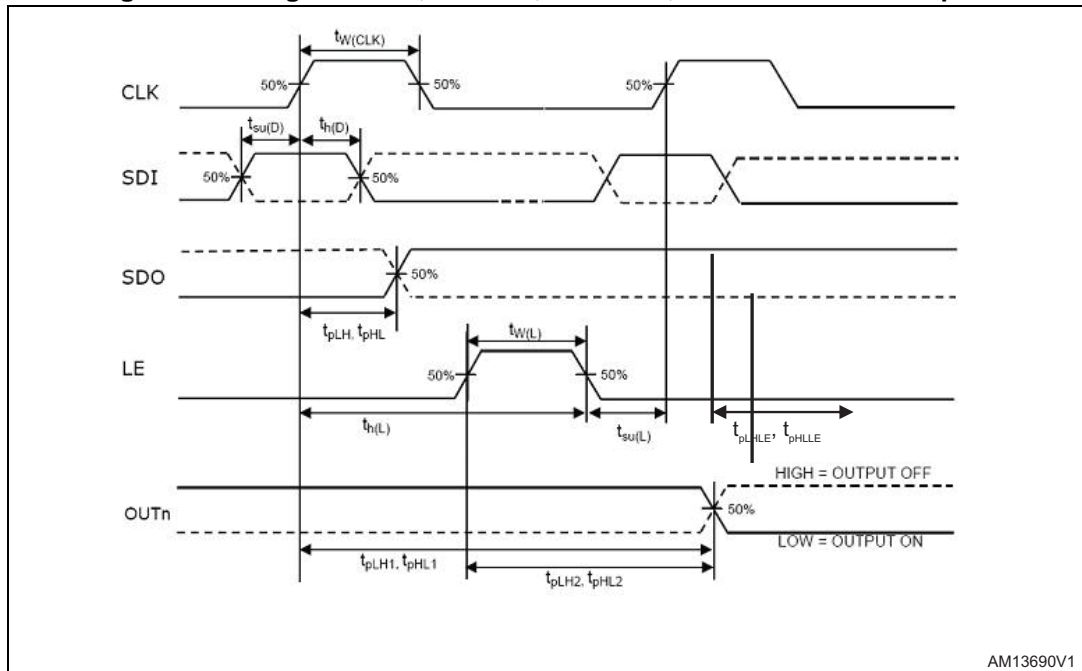 tW(CLK)
50%
50%
50%
CLK
tsu(D)
th(D)
50%
50%
SDI
50%
SDO
tpLH, tpHL
tW(L)
LE
50%
50%
th(L)
tsu(L)
tpLHLE, tpHLLE
HIGH = OUTPUT OFF
50%
OUTn
LOW = OUTPUT ON
tpLH1, tpHL1
tpLH2, tpHL2
AM13690V1